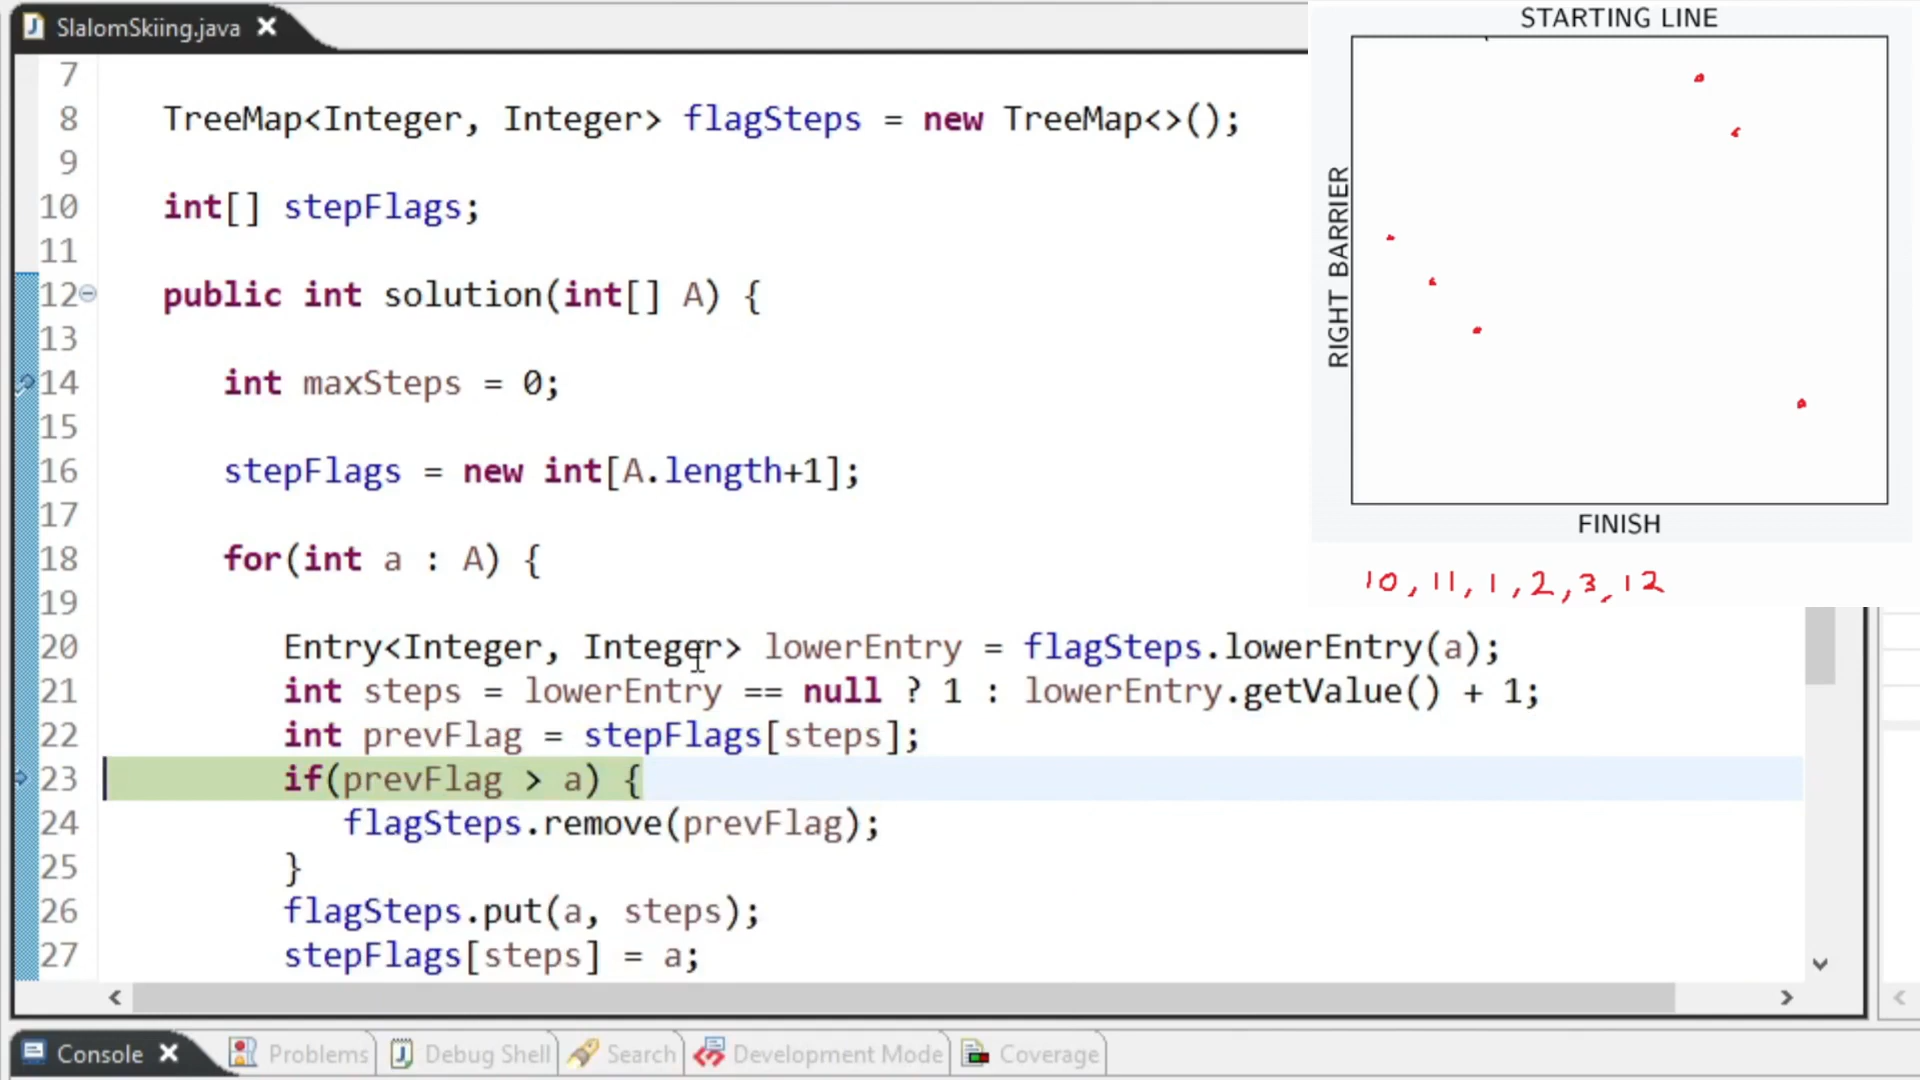 SlalomSkiing.java
7
8 TreeMap<Integer, Integer> flagSteps = new TreeMap<>();
9
10 int[] stepFlags;
11
12 public int solution(int[] A) {
13
14 int maxSteps = 0;
15
16 stepFlags = new int[A.length+1];
17
18 for(int a : A) {
19
20 Entry<Integer, Integer> lowerEntry = flagSteps.lowerEntry(a);
21 int steps = lowerEntry == null ? 1 : lowerEntry.getValue() + 1;
22 int prevFlag = stepFlags[steps];
23 if(prevFlag > a) {
24 flagSteps.remove(prevFlag);
25 }
26 flagSteps.put(a, steps);
27 stepFlags[steps] = a;
STARTING LINE
RIGHT BARRIER
FINISH
10, 11, 1, 2, 3, 12
Console
Problems
Debug Shell
Search
Development Mode
Coverage